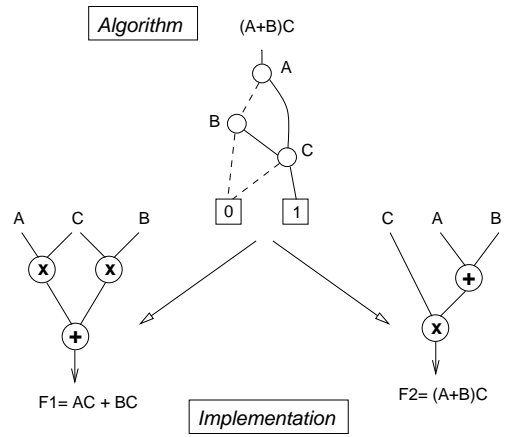 Algorithm
(A+B)C
A
B
C
0 1
A C B
C A B
x x
+
+
x
F1= AC + BC
F2= (A+B)C
Implementation